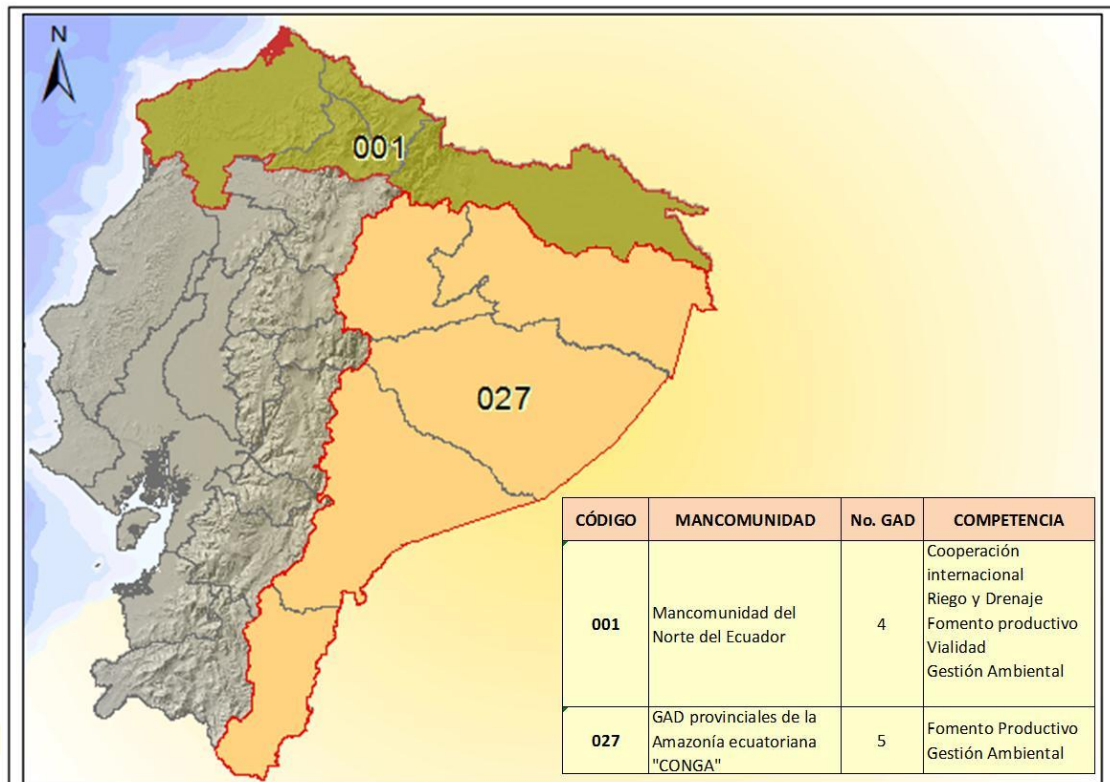 N
001
027
CÓDIGO MANCOMUNIDAD No. GAD COMPETENCIA
001
Mancomunidad del
Norte del Ecuador
4
Cooperación
internacional
Riego y Drenaje
Fomento productivo
Vialidad
Gestión Ambiental
027
GAD provinciales de la
Amazonía ecuatoriana
"CONGA"
5
Fomento Productivo
Gestión Ambiental